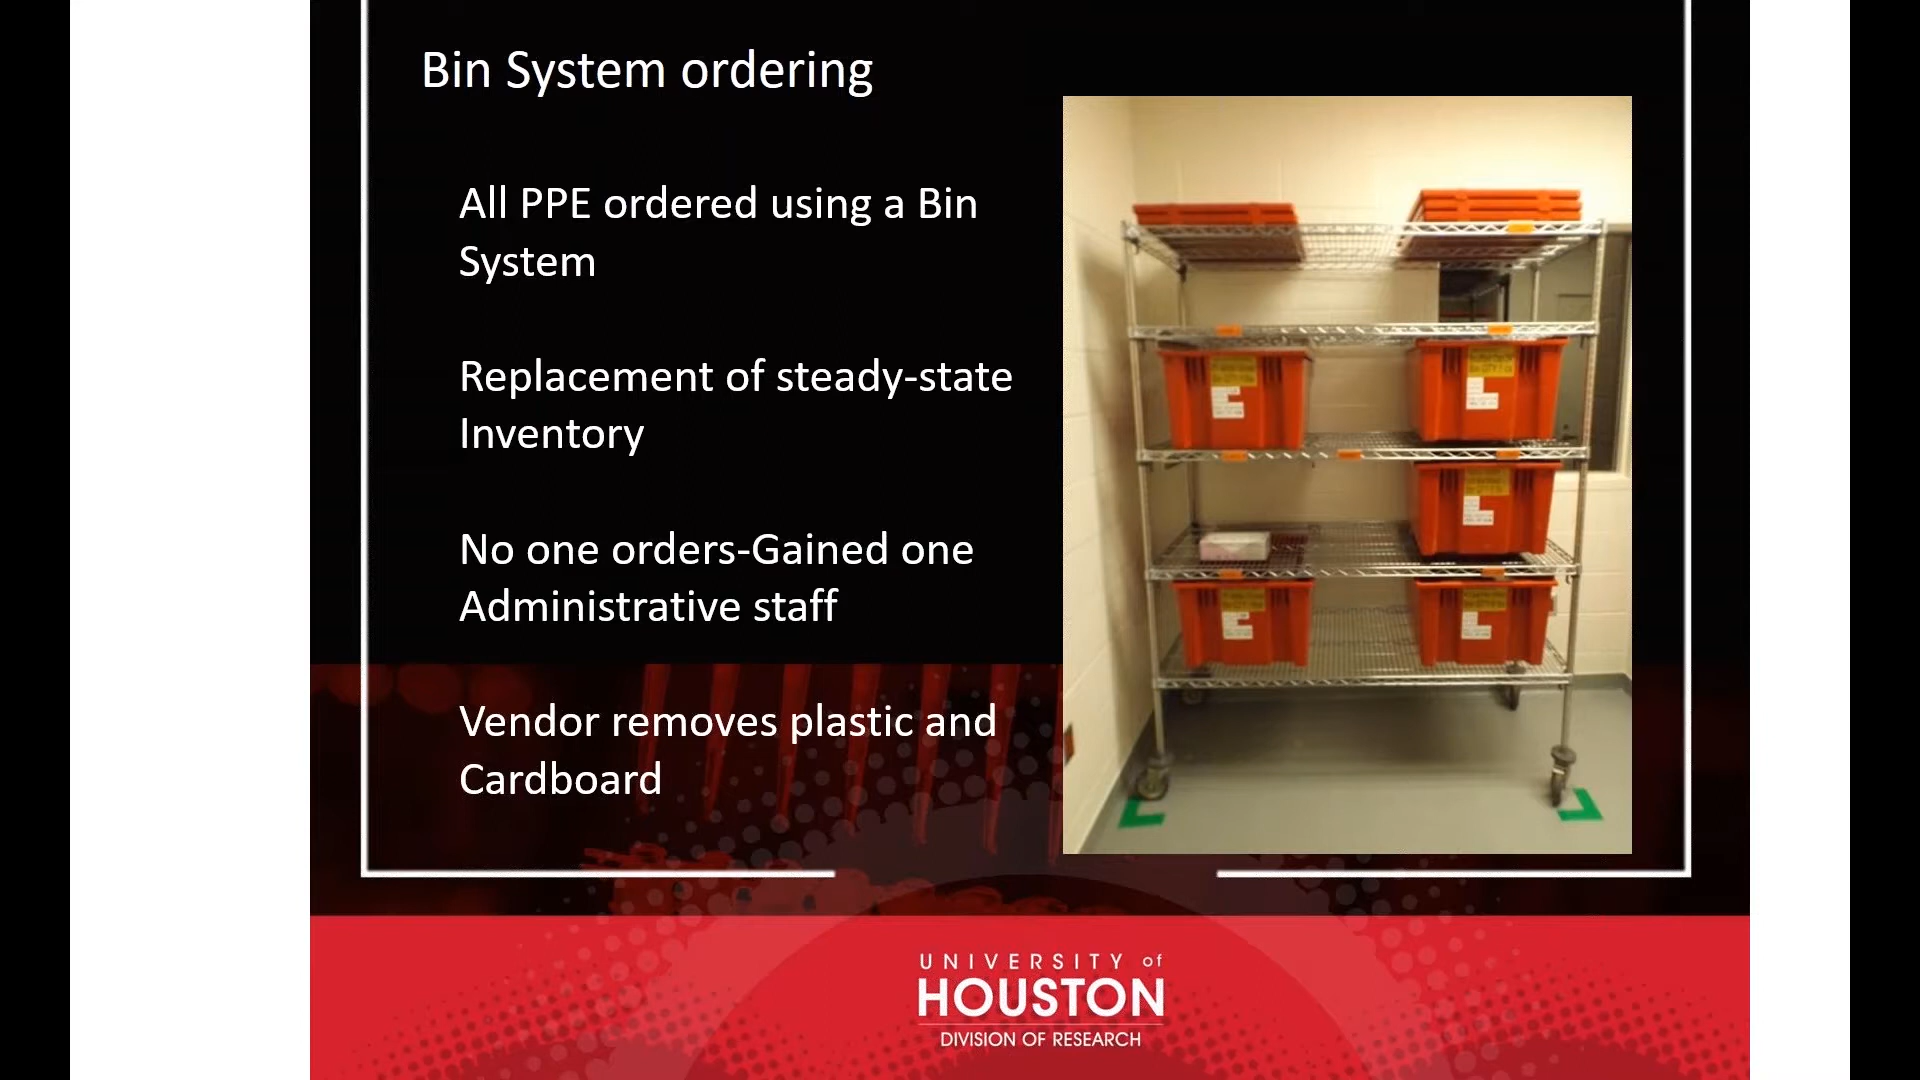 Bin System ordering
All PPE ordered using a Bin
System
Replacement of steady-state
Inventory
No one orders-Gained one
Administrative staff
Vendor removes plastic and
Cardboard
UNIVERSITY of
HOUSTON
DIVISION OF RESEARCH